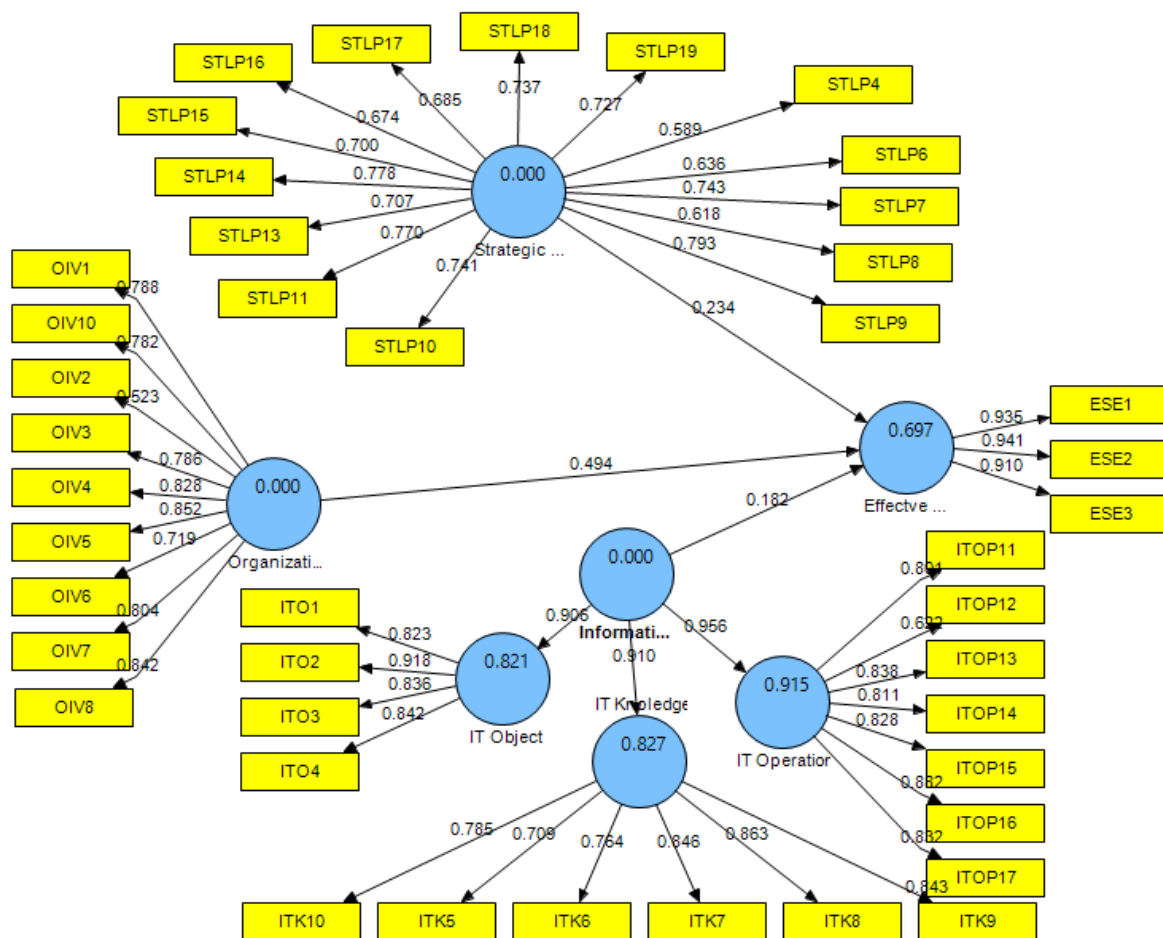 STLP18
STLP17
STLP19
STLP16
STLP4
0.737
0.685
0.727
STLP15
0.674
0.589
STLP6
0.700
0.636
STLP14
0.778
0.000
0.743
STLP7
0.707
0.618
STLP13
0.770
Strategic ...
0.793
STLP8
0.741
STLP11
0.234
STLP9
STLP10
OIV1
0.788
OIV10
0.782
OIV2
0.523
OIV3
0.786
OIV4
0.828
0.000
0.494
OIV5
0.852
OIV6
0.719
Organizati...
OIV7
0.804
OIV8
0.842
0.697
Effectve ...
0.935
ESE1
0.941
ESE2
0.910
ESE3
0.182
0.000
Informati...
0.906
0.910
0.956
ITO1
0.823
ITO2
0.918
0.821
ITO3
0.836
IT Object
ITO4
0.842
IT Knoledge
0.827
0.915
IT Operatior
ITOP11
ITOP12
0.838
ITOP13
0.811
ITOP14
0.828
ITOP15
ITOP16
0.832
ITOP17
0.785
0.709
0.764
0.846
0.863
0.843
ITK10
ITK5
ITK6
ITK7
ITK8
ITK9